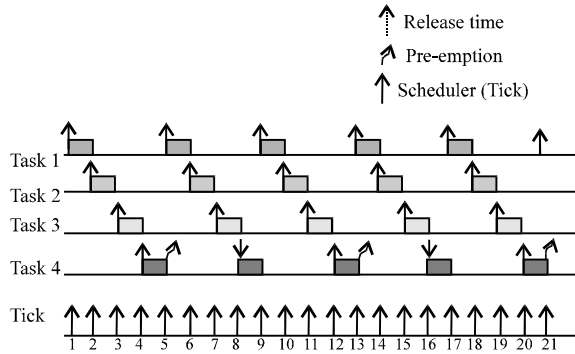 Release time
Pre-emption
Scheduler (Tick)
Task 1
Task 2
Task 3
Task 4
Tick
1 2 3 4 5 6 7 8 9 10 11 12 13 14 15 16 17 18 19 20 21